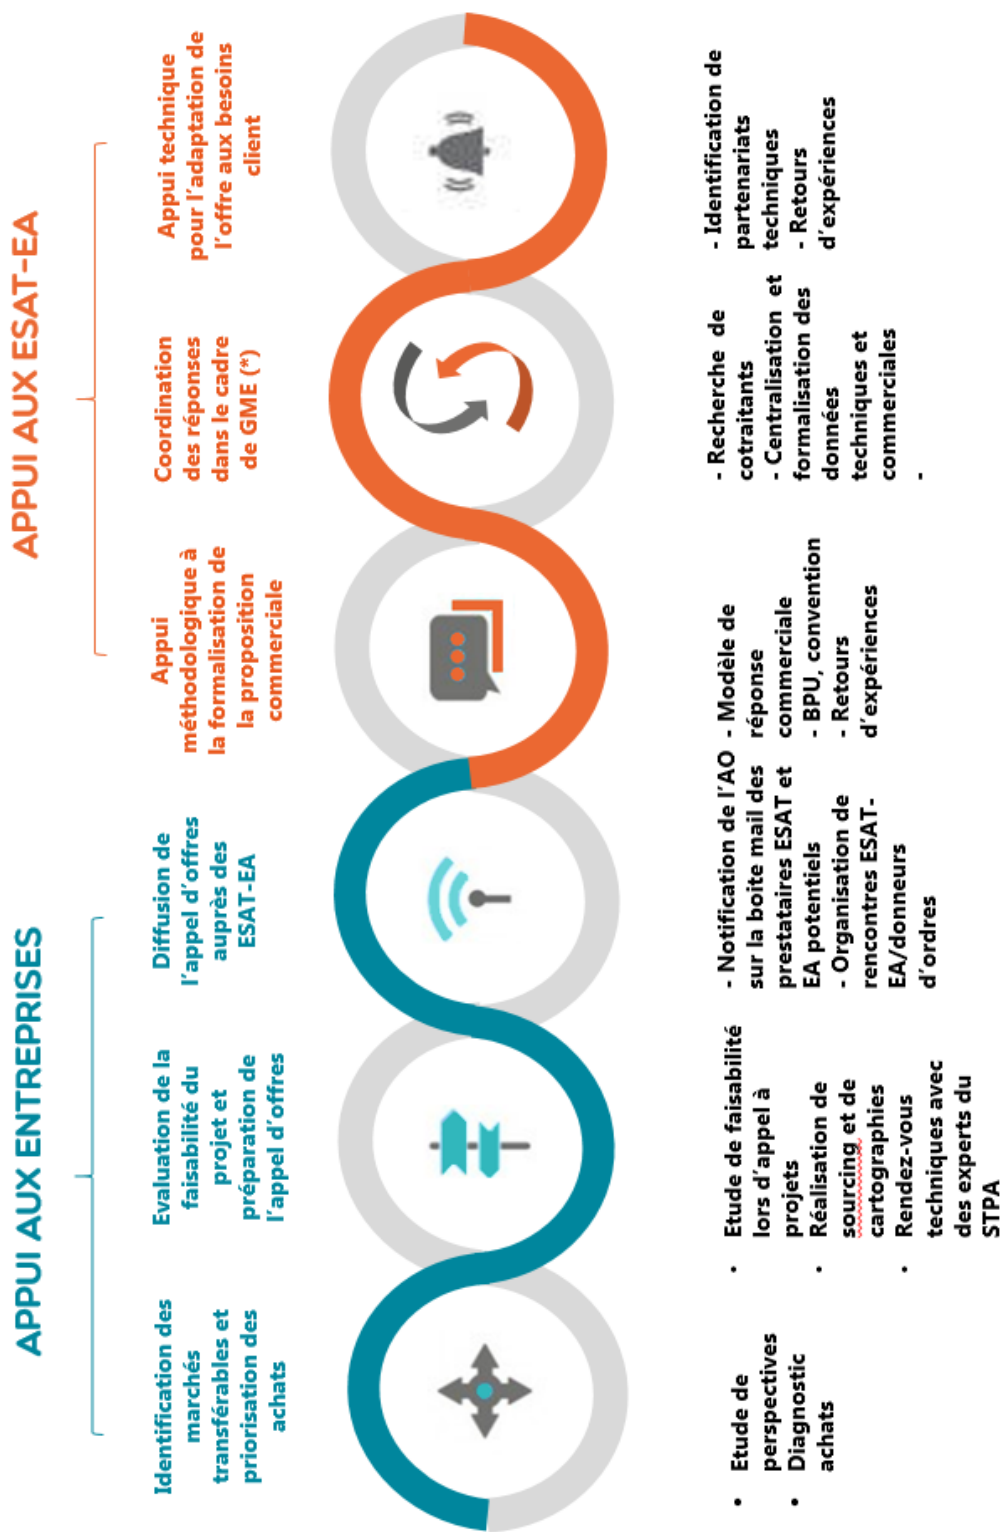 APPUI AUX ENTREPRISES
APPUI AUX ESAT-EA
Identification des
marchés
transférables et
priorisation des
achats
Evaluation de la
faisabilité du
projet et
préparation de
l'appel d'offres
Diffusion de
l'appel d'offres
auprès des
ESAT-EA
Appui
méthodologique à
la formalisation de
la proposition
commerciale
Coordination
des réponses
dans le cadre
de GME (*)
Appui technique
pour l'adaptation de
l'offre aux besoins
client
• Etude de
perspectives
• Diagnostic
achats
• Etude de faisabilité
lors d'appel à
projets
• Réalisation de
sourcing et de
cartographies
• Rendez-vous
techniques avec
des experts du
STPA
- Notification de l'AO
sur la boite mail des
prestataires ESAT et
EA potentiels
- Organisation de
rencontres ESAT-
EA/donneurs
d'ordres
- Modèle de
réponse
commerciale
- BPU, convention
- Retours
d'expériences
- Recherche de
cotraitants
- Centralisation et
formalisation des
données
techniques et
commerciales
-
- Identification de
partenariats
techniques
- Retours
d'expériences